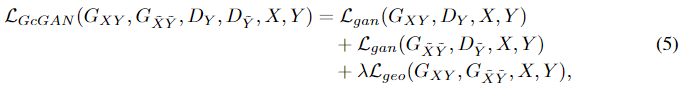 ℒ_GcGAN(G_XY, G_X̃Ỹ, D_Y, D_Ỹ, X, Y) = ℒ_gan(G_XY, D_Y, X, Y)
+ ℒ_gan(G_X̃Ỹ, D_Ỹ, X, Y) (5)
+ λℒ_geo(G_XY, G_X̃Ỹ, X, Y),